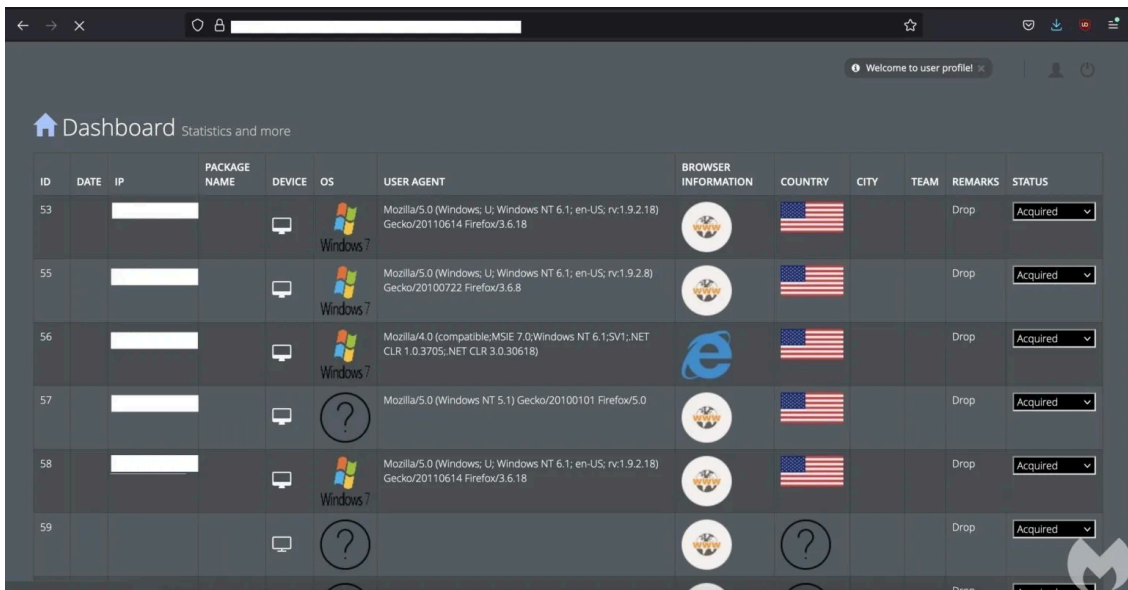 Welcome to user profile!
Dashboard Statistics and more
ID DATE IP PACKAGE NAME DEVICE OS USER AGENT BROWSER INFORMATION COUNTRY CITY TEAM REMARKS STATUS
53 Mozilla/5.0 (Windows; U; Windows NT 6.1; en-US; rv:1.9.2.18) Drop Acquired
Gecko/20110614 Firefox/3.6.18
Windows 7
55 Mozilla/5.0 (Windows; U; Windows NT 6.1; en-US; rv:1.9.2.8) Drop Acquired
Gecko/20100722 Firefox/3.6.8
Windows 7
56 Mozilla/4.0 (compatible;MSIE 7.0;Windows NT 6.1;SV1;.NET Drop Acquired
CLR 1.0.3705;.NET CLR 3.0.30618)
Windows 7
57 Mozilla/5.0 (Windows NT 5.1) Gecko/20100101 Firefox/5.0 Drop Acquired
58 Mozilla/5.0 (Windows; U; Windows NT 6.1; en-US; rv:1.9.2.18) Drop Acquired
Gecko/20110614 Firefox/3.6.18
Windows 7
59 Drop Acquired